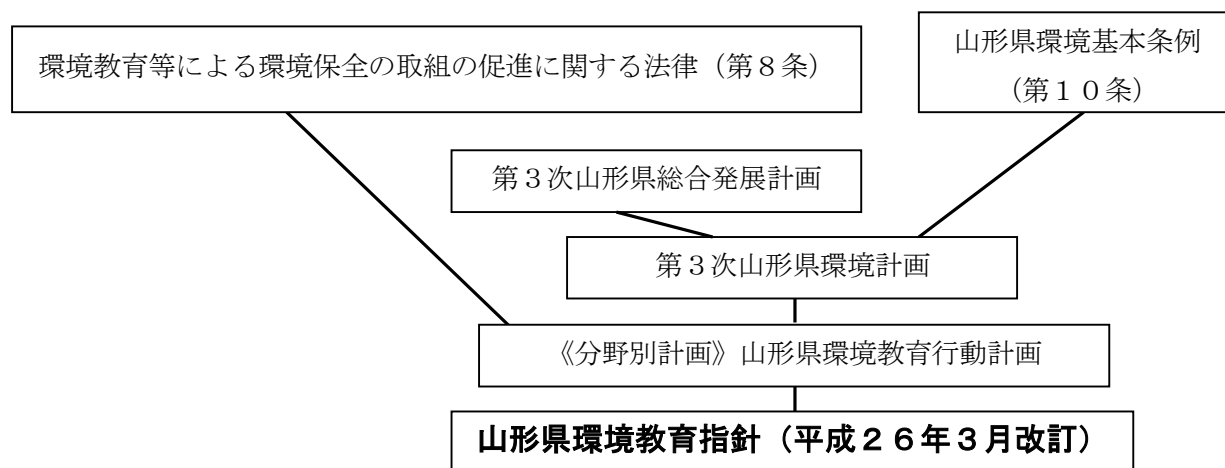 環境教育等による環境保全の取組の促進に関する法律（第８条）
山形県環境基本条例
（第１０条）
第３次山形県総合発展計画
第３次山形県環境計画
《分野別計画》山形県環境教育行動計画
山形県環境教育指針（平成２６年３月改訂）